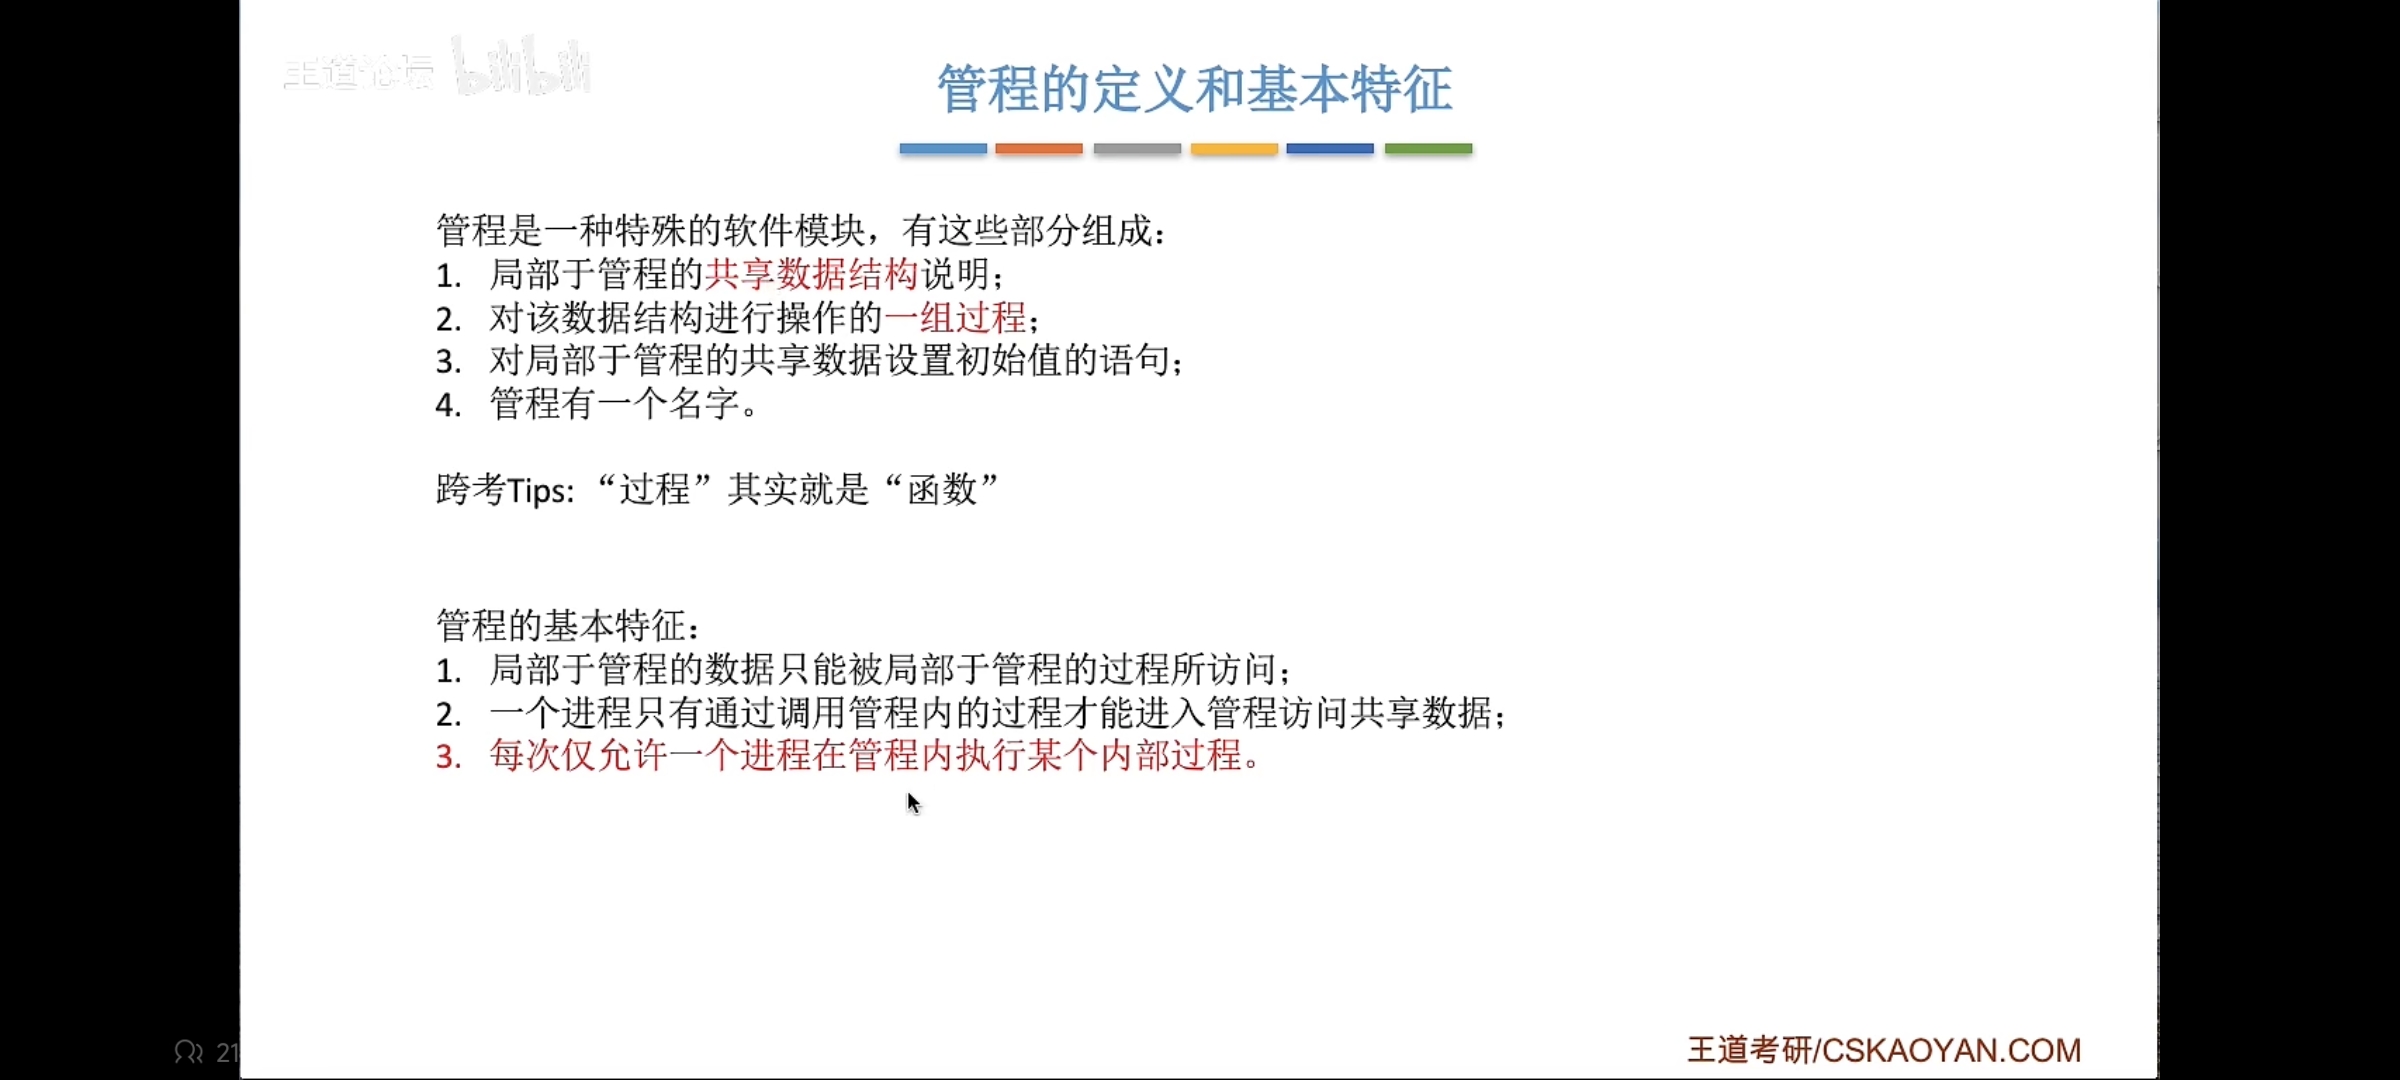 王道论坛 bilibili
管程的定义和基本特征
管程是一种特殊的软件模块，有这些部分组成：
1. 局部于管程的共享数据结构说明；
2. 对该数据结构进行操作的一组过程；
3. 对局部于管程的共享数据设置初始值的语句；
4. 管程有一个名字。
跨考Tips：“过程”其实就是“函数”
管程的基本特征：
1. 局部于管程的数据只能被局部于管程的过程所访问；
2. 一个进程只有通过调用管程内的过程才能进入管程访问共享数据；
3. 每次仅允许一个进程在管程内执行某个内部过程。
21
王道考研/CSKAOYAN.COM